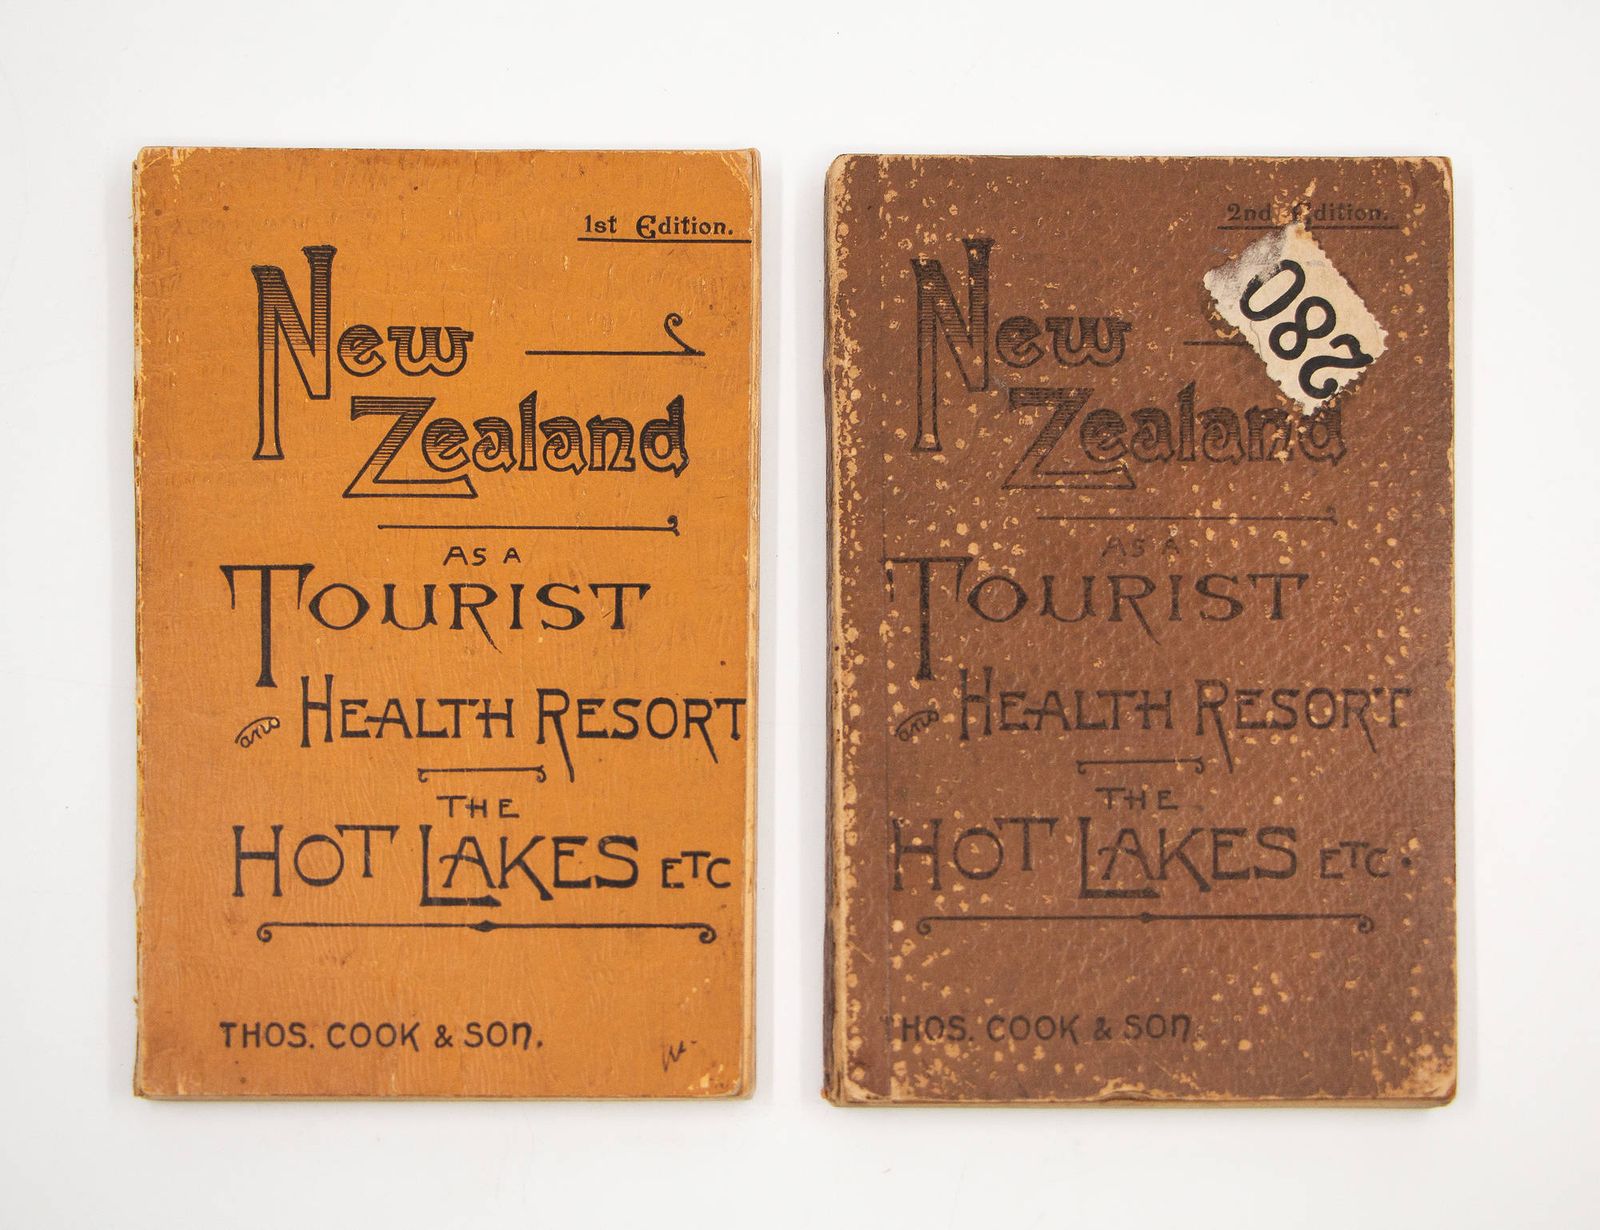 1st Edition.
New
Zealand
AS A
TOURIST
and HEALTH RESORT
THE
HOT LAKES ETC
THOS. COOK & SON.
2nd Edition.
280
New
Zealand
AS A
TOURIST
and HEALTH RESORT
THE
HOT LAKES ETC.
THOS. COOK & SON